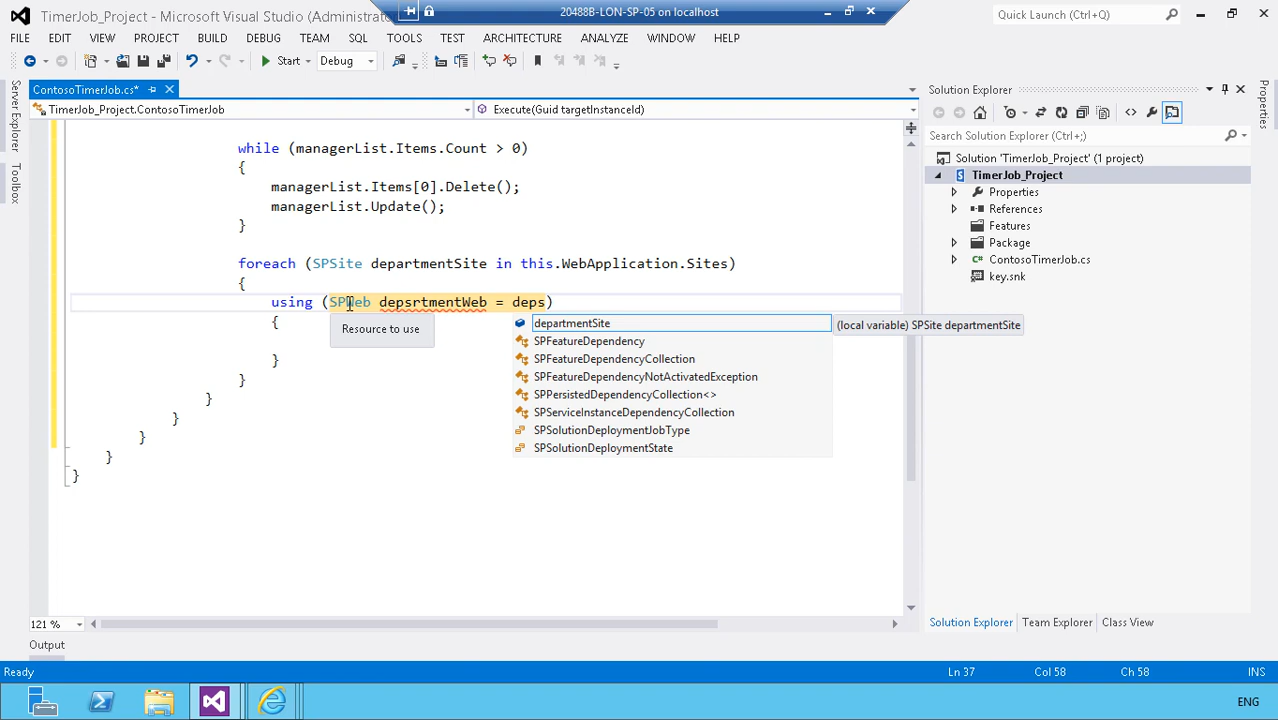 TimerJob_Project - Microsoft Visual Studio (Administrat
20488B-LON-SP-05 on localhost
Quick Launch (Ctrl+Q)
FILE EDIT VIEW PROJECT BUILD DEBUG TEAM SQL TOOLS TEST ARCHITECTURE ANALYZE WINDOW HELP
Start Debug
Server Explorer
Toolbox
ContosoTimerJob.cs*
TimerJob_Project.ContosoTimerJob Execute(Guid targetInstanceId)
while (managerList.Items.Count > 0)
{
managerList.Items[0].Delete();
managerList.Update();
}
foreach (SPSite departmentSite in this.WebApplication.Sites)
{
using (SPWeb depsrtmentWeb = deps)
{
Resource to use
}
}
}
}
}
}
}
departmentSite
SPFeatureDependency
SPFeatureDependencyCollection
SPFeatureDependencyNotActivatedException
SPPersistedDependencyCollection<>
SPServiceInstanceDependencyCollection
SPSolutionDeploymentJobType
SPSolutionDeploymentState
(local variable) SPSite departmentSite
121 %
Solution Explorer
Search Solution Explorer (Ctrl+;)
Solution 'TimerJob_Project' (1 project)
TimerJob_Project
Properties
References
Features
Package
ContosoTimerJob.cs
key.snk
Solution Explorer Team Explorer Class View
Properties
Output
Ready Ln 37 Col 58 Ch 58 INS
ENG